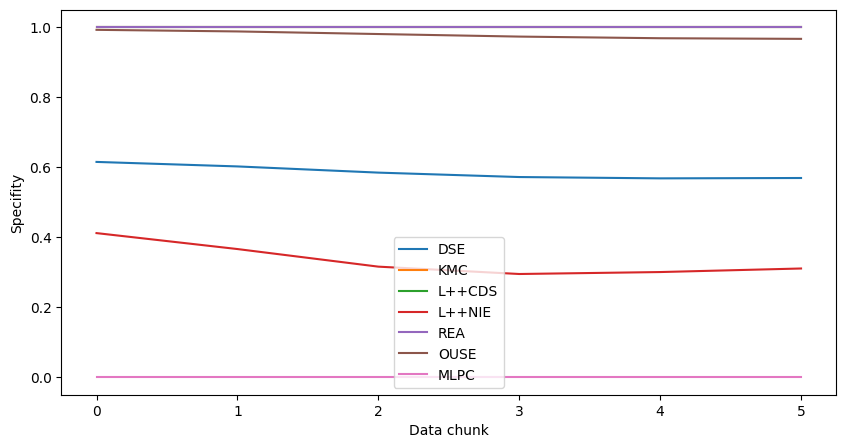 1.0
0.8
0.6
0.4
0.2
0.0
Specifity
DSE
KMC
L++CDS
L++NIE
REA
OUSE
MLPC
0 1 2 3 4 5
Data chunk